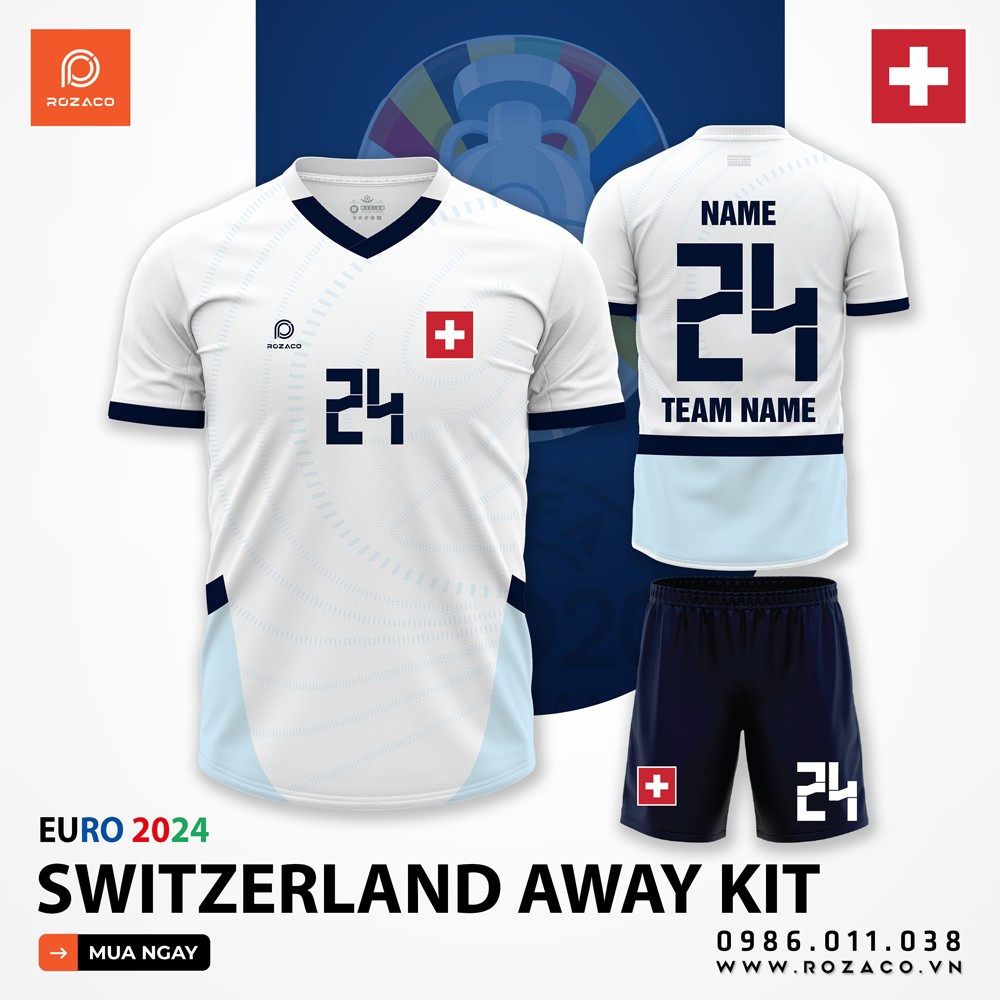 ROZACO
ROZACO
24
NAME
24
TEAM NAME
24
EURO 2024
SWITZERLAND AWAY KIT
MUA NGAY
0986.011.038
WWW.ROZACO.VN